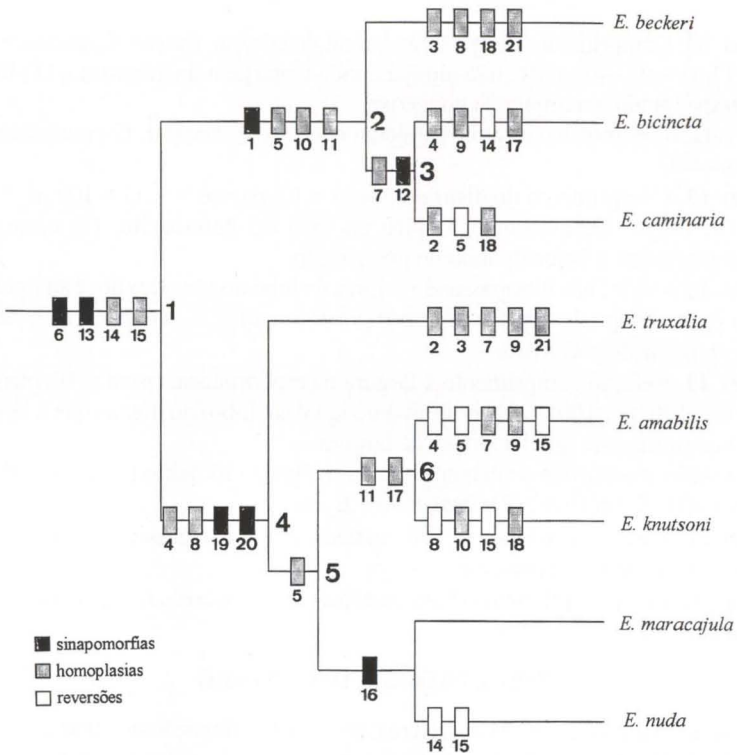 E. beckeri
3 8 18 21
1 5 10 11
2
E. bicincta
4 9 14 17
7 12
3
E. caminaria
2 5 18
6 13 14 15
1
E. truxalia
2 3 7 9 21
E. amabilis
4 5 7 9 15
11 17
6
4 8 19 20
4
E. knutsoni
8 10 15 18
5
5
E. maracajula
16
E. nuda
14 15
sinapomorfias
homoplasias
reversões